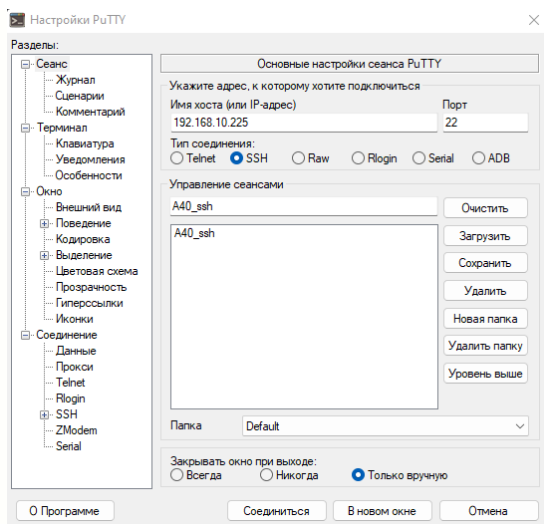 Настройки PuTTY
Разделы:
Сеанс
Журнал
Сценарии
Комментарий
Терминал
Клавиатура
Уведомления
Особенности
Окно
Внешний вид
Поведение
Кодировка
Выделение
Цветовая схема
Прозрачность
Гиперссылки
Иконки
Соединение
Данные
Прокси
Telnet
Rlogin
SSH
ZModem
Serial
Основные настройки сеанса PuTTY
Укажите адрес, к которому хотите подключиться
Имя хоста (или IP-адрес) Порт
192.168.10.225 22
Тип соединения:
Telnet SSH Raw Rlogin Serial ADB
Управление сеансами
A40_ssh Очистить
A40_ssh Загрузить
Сохранить
Удалить
Новая папка
Удалить папку
Уровень выше
Папка Default
Закрывать окно при выходе:
Всегда Никогда Только вручную
О Программе Соединиться В новом окне Отмена